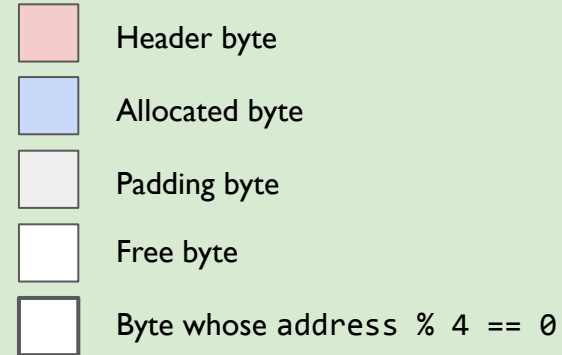 Header byte
Allocated byte
Padding byte
Free byte
Byte whose address % 4 == 0